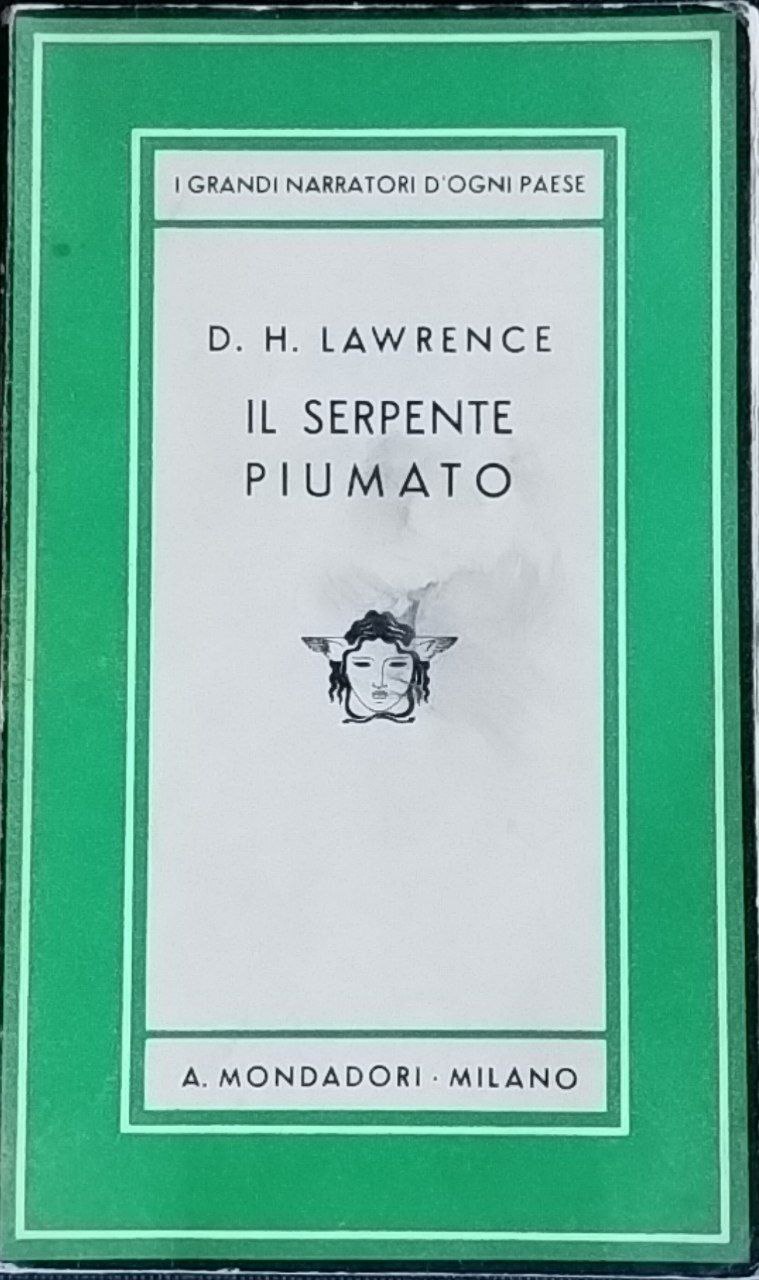 I GRANDI NARRATORI D'OGNI PAESE
D. H. LAWRENCE
IL SERPENTE
PIUMATO
A. MONDADORI · MILANO